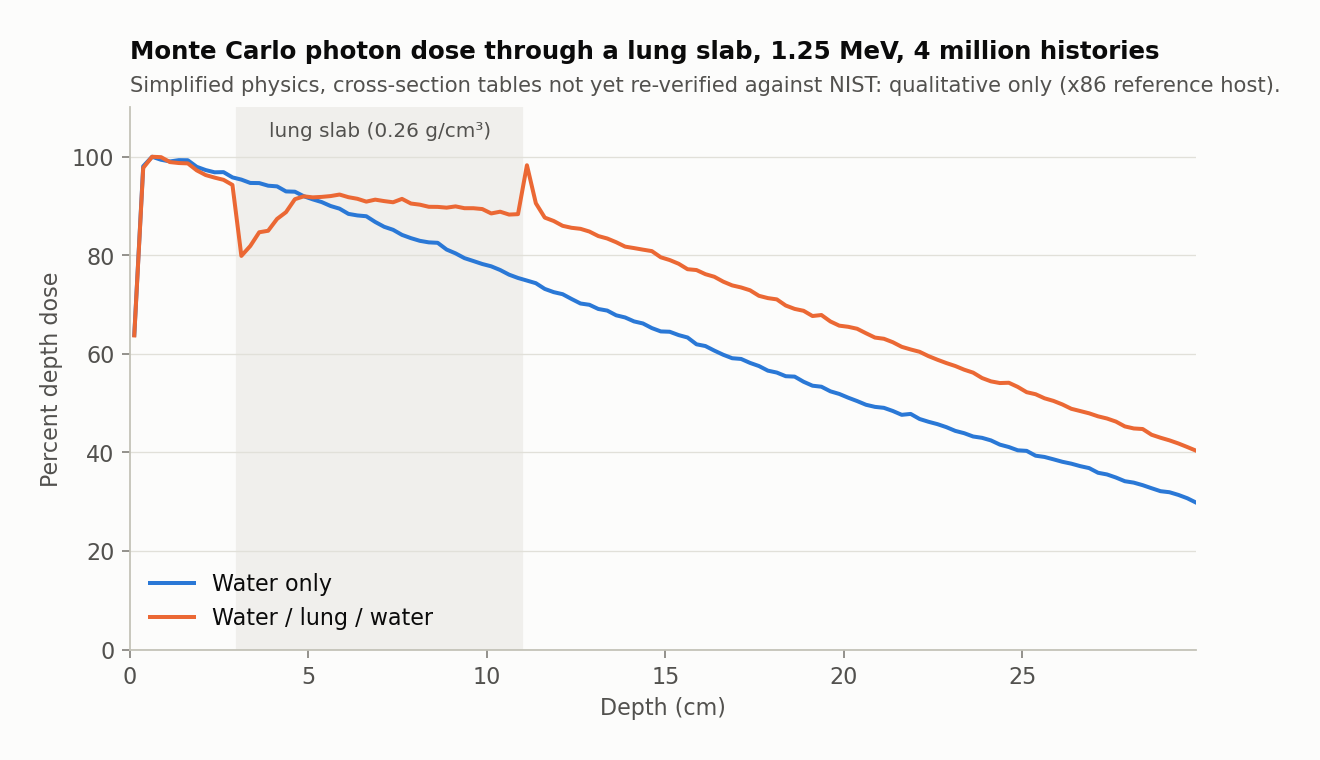 Monte Carlo photon dose through a lung slab, 1.25 MeV, 4 million histories
Simplified physics, cross-section tables not yet re-verified against NIST: qualitative only (x86 reference host).
lung slab (0.26 g/cm³)
100
80
60
40
20
0
Percent depth dose
Water only
Water / lung / water
0 5 10 15 20 25
Depth (cm)